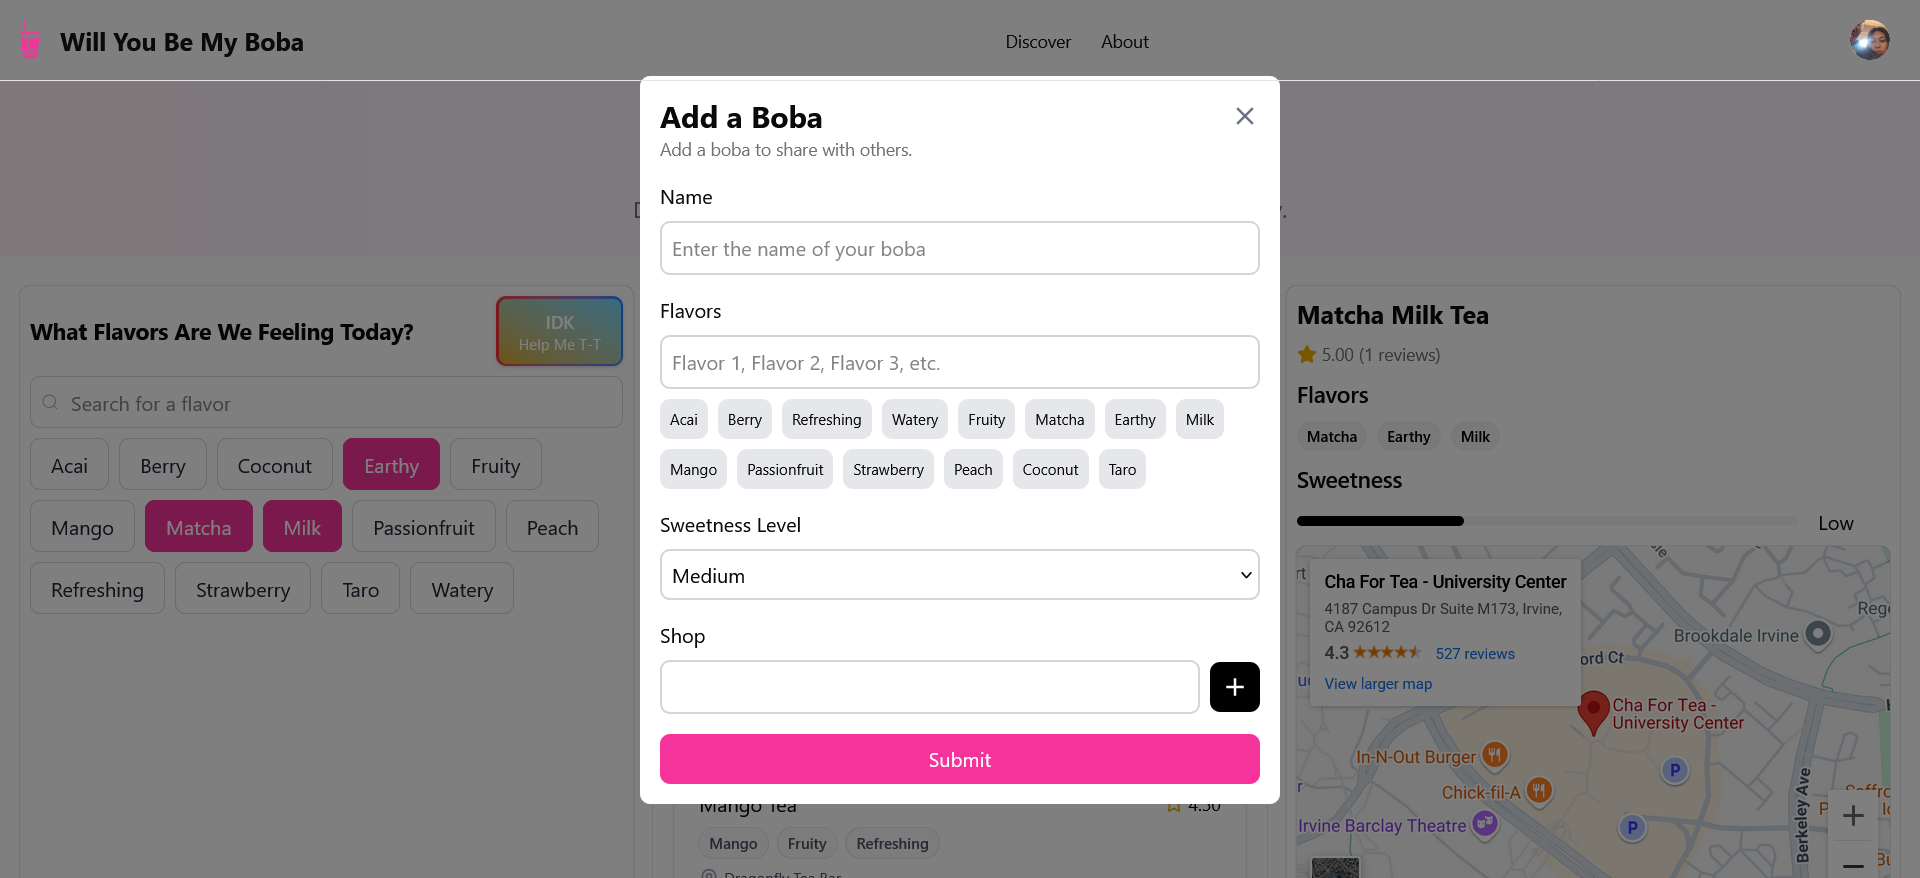 Will You Be My Boba
Discover
About
Add a Boba
Add a boba to share with others.
Name
Enter the name of your boba
Flavors
Flavor 1, Flavor 2, Flavor 3, etc.
Acai Berry Refreshing Watery Fruity Matcha Earthy Milk
Mango Passionfruit Strawberry Peach Coconut Taro
Sweetness Level
Medium
Shop
Submit
What Flavors Are We Feeling Today?
IDK
Help Me T-T
Search for a flavor
Acai Berry Coconut Earthy Fruity
Mango Matcha Milk Passionfruit Peach
Refreshing Strawberry Taro Watery
Mango Tea
4.50
Mango Fruity Refreshing
Dragonfly Tea Bar
Matcha Milk Tea
5.00 (1 reviews)
Flavors
Matcha Earthy Milk
Sweetness
Low
Cha For Tea - University Center
4187 Campus Dr Suite M173, Irvine,
CA 92612
4.3
527 reviews
View larger map
Brookdale Irvine
Cha For Tea -
University Center
In-N-Out Burger
P
Chick-fil-A
Irvine Barclay Theatre
P
Berkeley Ave